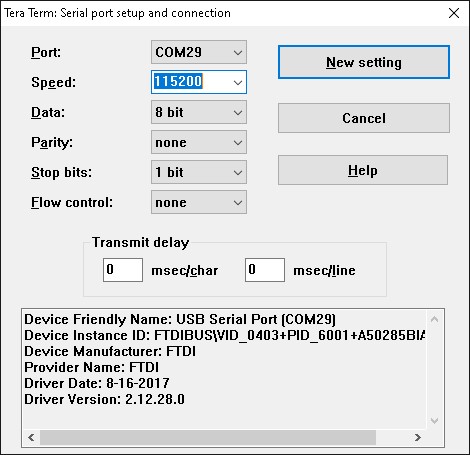 Tera Term: Serial port setup and connection
Port: COM29 New setting
Speed: 115200
Data: 8 bit Cancel
Parity: none
Stop bits: 1 bit Help
Flow control: none
Transmit delay
0 msec/char 0 msec/line
Device Friendly Name: USB Serial Port (COM29)
Device Instance ID: FTDIBUS\VID_0403+PID_6001+A50285BIA
Device Manufacturer: FTDI
Provider Name: FTDI
Driver Date: 8-16-2017
Driver Version: 2.12.28.0